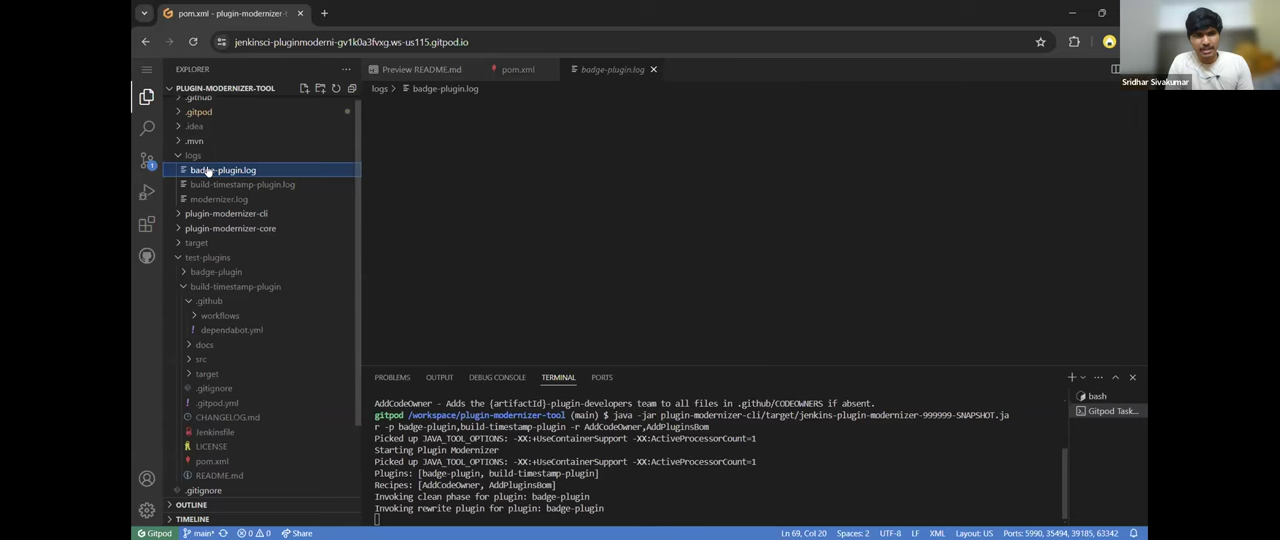 pom.xml - plugin-modernizer-t
jenkinsci-pluginmoderni-gv1k0a3fvxg.ws-us115.gitpod.io
Sridhar Sivakumar
EXPLORER
Preview README.md
pom.xml
badge-plugin.log
PLUGIN-MODERNIZER-TOOL
logs
badge-plugin.log
.github
.gitpod
.idea
.mvn
logs
badge-plugin.log
build-timestamp-plugin.log
modernizer.log
plugin-modernizer-cli
plugin-modernizer-core
target
test-plugins
badge-plugin
build-timestamp-plugin
.github
workflows
dependabot.yml
docs
src
target
.gitignore
.gitpod.yml
CHANGELOG.md
Jenkinsfile
LICENSE
pom.xml
README.md
.gitignore
OUTLINE
TIMELINE
PROBLEMS
OUTPUT
DEBUG CONSOLE
TERMINAL
PORTS
AddCodeOwner - Adds the {artifactId}-plugin-developers team to all files in .github/CODEOWNERS if absent.
gitpod /workspace/plugin-modernizer-tool (main) $ java -jar plugin-modernizer-cli/target/jenkins-plugin-modernizer-999999-SNAPSHOT.ja
r -p badge-plugin,build-timestamp-plugin -r AddCodeOwner,AddPluginsBom
Picked up JAVA_TOOL_OPTIONS: -XX:+UseContainerSupport -XX:ActiveProcessorCount=1
Starting Plugin Modernizer
Picked up JAVA_TOOL_OPTIONS: -XX:+UseContainerSupport -XX:ActiveProcessorCount=1
Plugins: [badge-plugin, build-timestamp-plugin]
Recipes: [AddCodeOwner, AddPluginsBom]
Invoking clean phase for plugin: badge-plugin
Invoking rewrite plugin for plugin: badge-plugin
bash
Gitpod Task...
Gitpod
main*
0
0
Share
Ln 69, Col 20
Spaces: 2
UTF-8
LF
XML
Layout: US
Ports: 5990, 35494, 39185, 63342
1